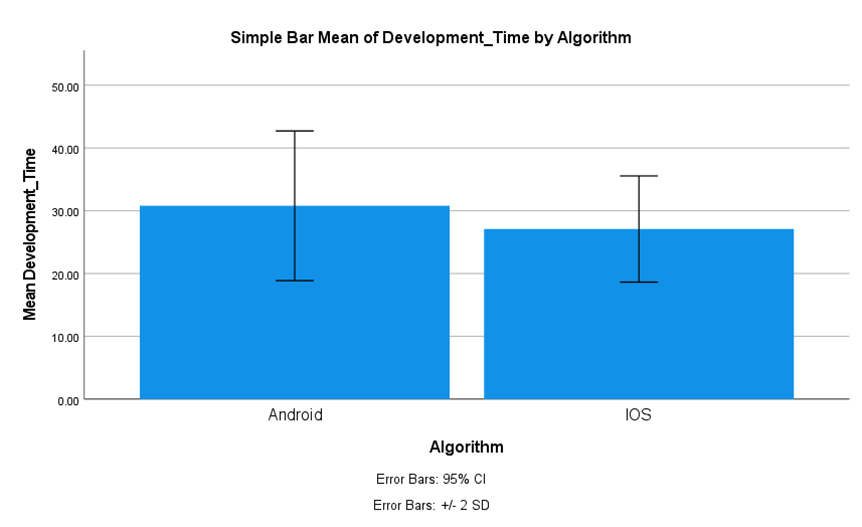 Simple Bar Mean of Development_Time by Algorithm
50.00
40.00
30.00
20.00
10.00
0.00
Mean Development_Time
Android
IOS
Algorithm
Error Bars: 95% CI
Error Bars: +/- 2 SD